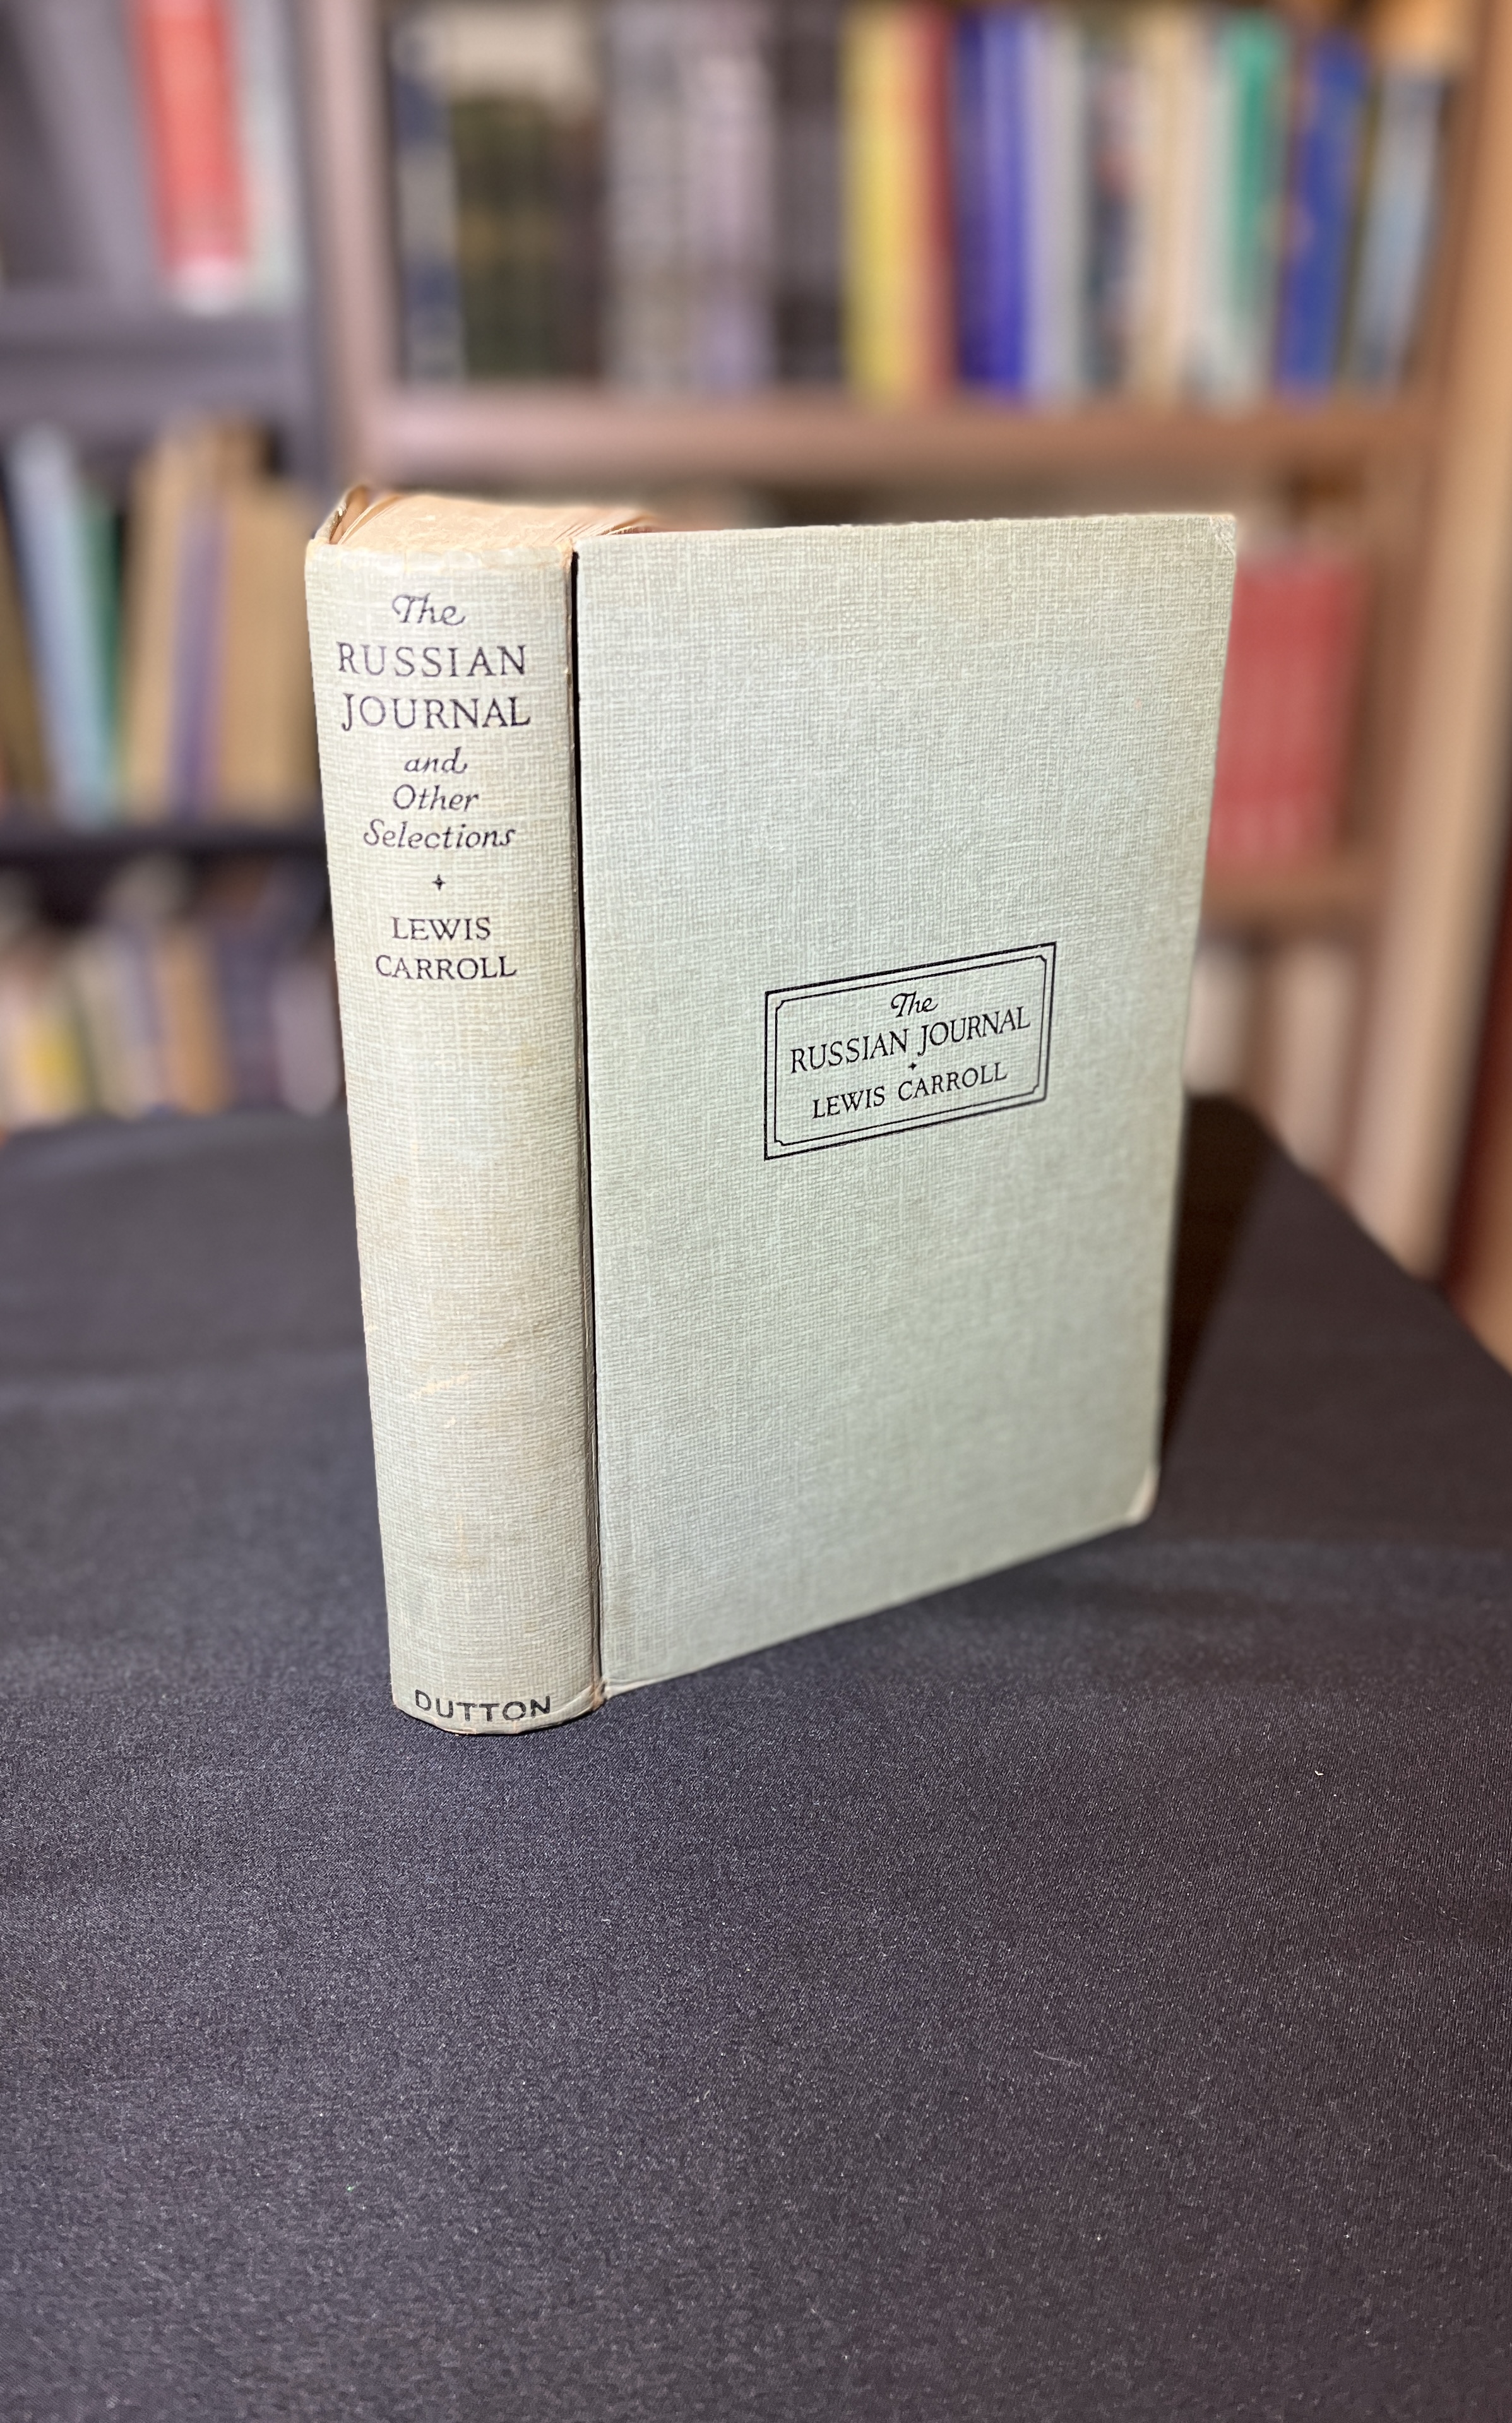 The
RUSSIAN
JOURNAL
and
Other
Selections
LEWIS
CARROLL
DUTTON
The
RUSSIAN JOURNAL
LEWIS CARROLL